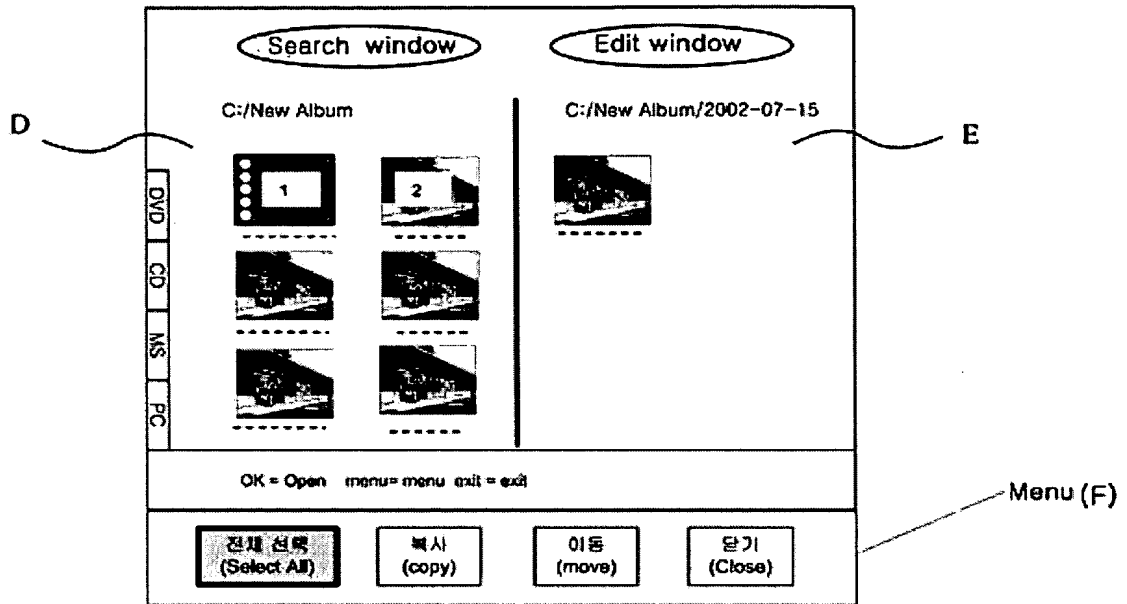 Search window
Edit window
C:/New Album
C:/New Album/2002-07-15
D
E
1
2
DVD
CD
MS
PC
OK = Open menu= menu exit = exit
Menu (F)
전체 선택
(Select All)
복사
(copy)
이동
(move)
닫기
(Close)